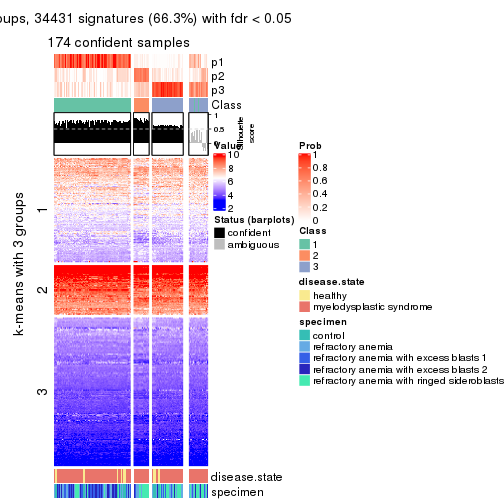 oups, 34431 signatures (66.3%) with fdr < 0.05
174 confident samples
p1
p2
p3
Class
1
0.5
0
Silhouette
score
k-means with 3 groups
1
2
3
Value
10
8
6
4
2
Status (barplots)
confident
ambiguous
Prob
1
0.8
0.6
0.4
0.2
0
Class
1
2
3
disease.state
healthy
myelodysplastic syndrome
specimen
control
refractory anemia
refractory anemia with excess blasts 1
refractory anemia with excess blasts 2
refractory anemia with ringed sideroblasts
disease.state
specimen